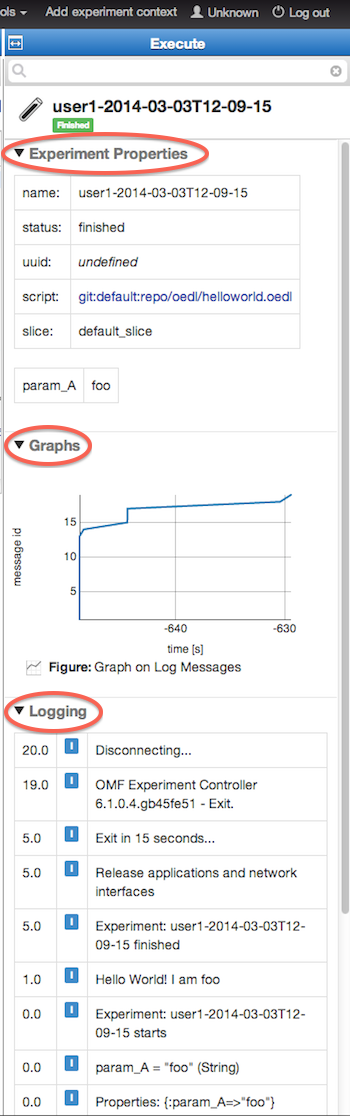 ols Add experiment context Unknown Log out
Execute
user1-2014-03-03T12-09-15
Finished
Experiment Properties
name: user1-2014-03-03T12-09-15
status: finished
uuid: undefined
script: git:default:repo/oedl/helloworld.oedl
slice: default_slice
param_A foo
Graphs
message id
15
10
5
-640 -630
time [s]
Figure: Graph on Log Messages
Logging
20.0 I Disconnecting...
19.0 I OMF Experiment Controller
6.1.0.4.gb45fe51 - Exit.
5.0 I Exit in 15 seconds...
5.0 I Release applications and network
interfaces
5.0 I Experiment: user1-2014-03-03T12-
09-15 finished
1.0 I Hello World! I am foo
0.0 I Experiment: user1-2014-03-03T12-
09-15 starts
0.0 I param_A = "foo" (String)
0.0 I Properties: {:param_A=>"foo"}